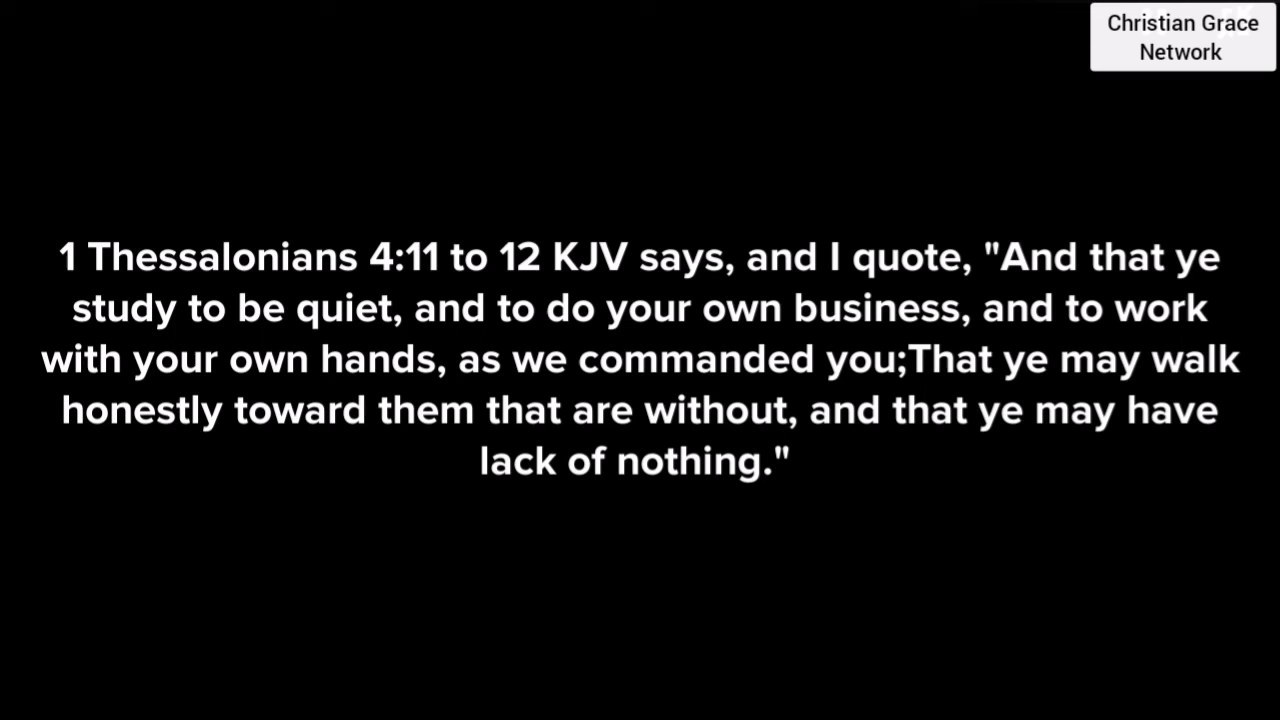 Christian Grace
Network
1 Thessalonians 4:11 to 12 KJV says, and I quote, "And that ye
study to be quiet, and to do your own business, and to work
with your own hands, as we commanded you;That ye may walk
honestly toward them that are without, and that ye may have
lack of nothing."